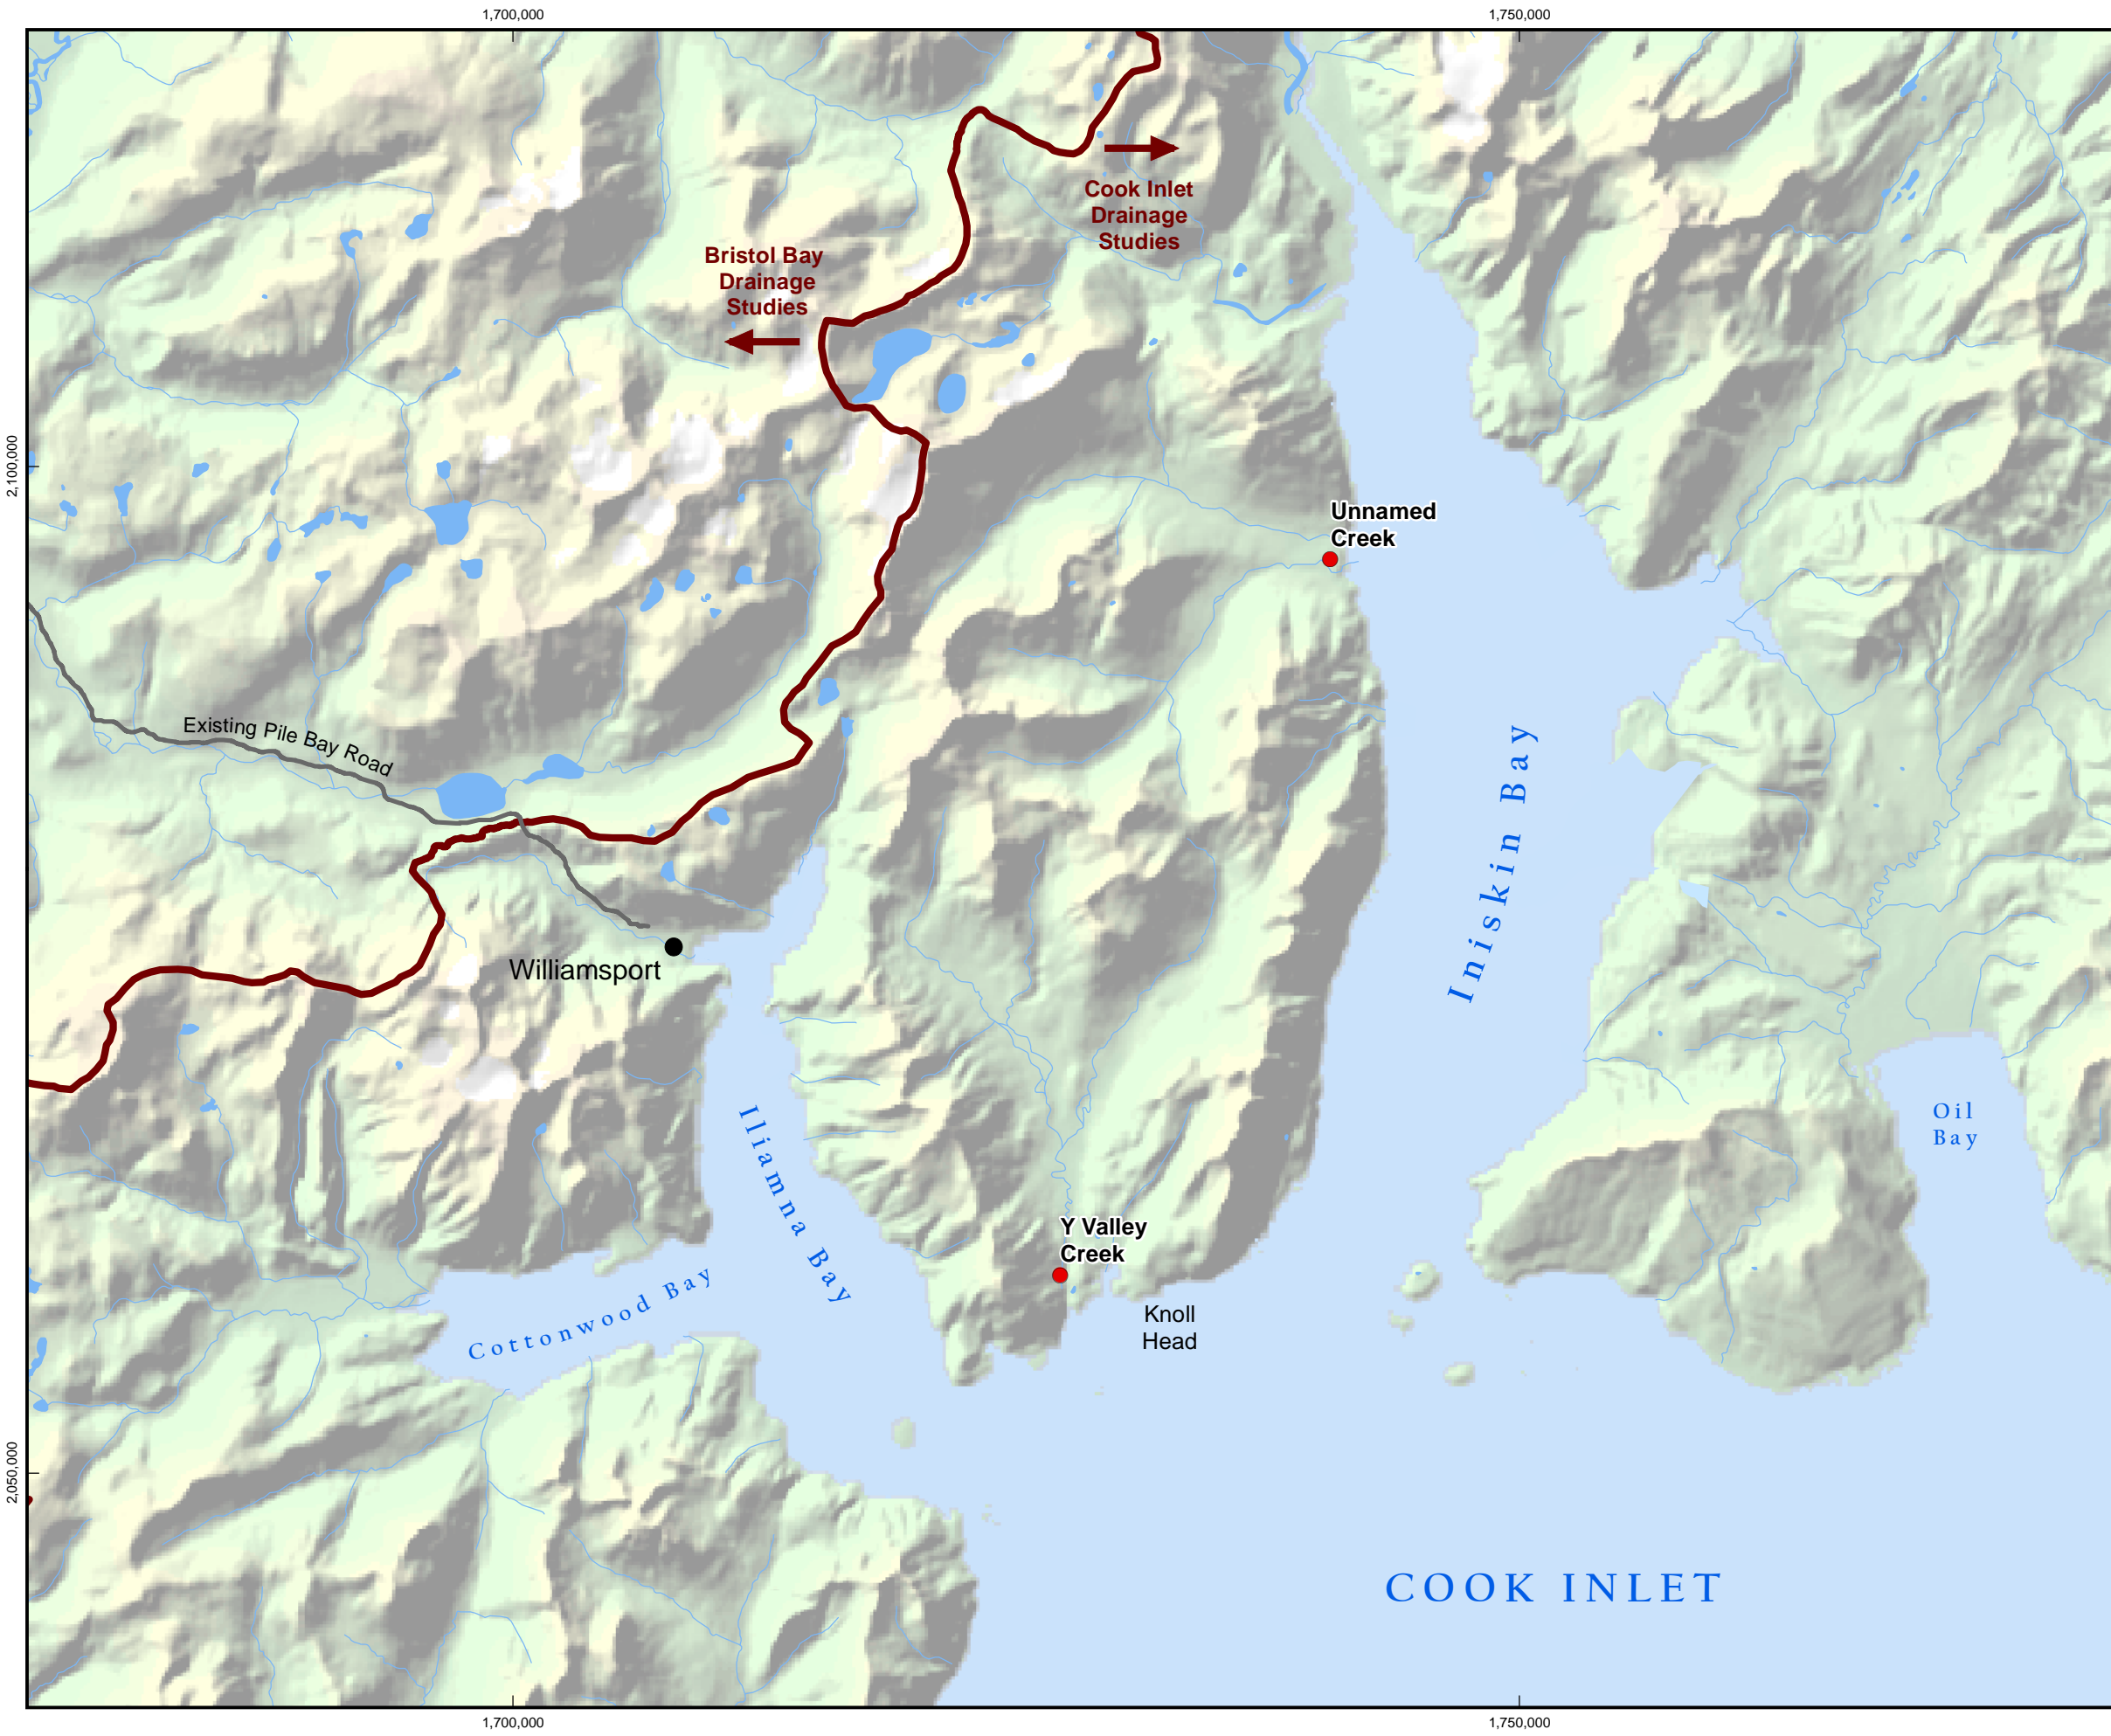 1,700,000
1,750,000
Cook Inlet
Drainage
Studies
Bristol Bay
Drainage
Studies
2,100,000
Unnamed
Creek
Existing Pile Bay Road
Iniskin Bay
Williamsport
Oil
Bay
Iliamna Bay
Y Valley
Creek
Cottonwood Bay
Knoll
Head
2,050,000
COOK INLET
1,700,000
1,750,000